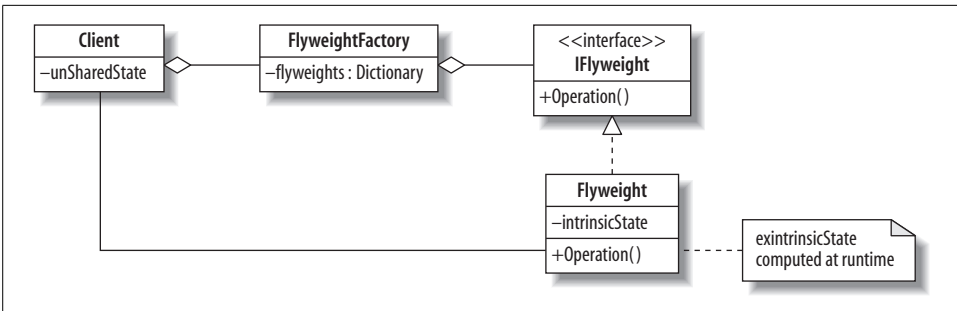 Client
–unSharedState
FlyweightFactory
–flyweights : Dictionary
<<interface>>
IFlyweight
+Operation()
Flyweight
–intrinsicState
+Operation()
exintrinsicState
computed at runtime